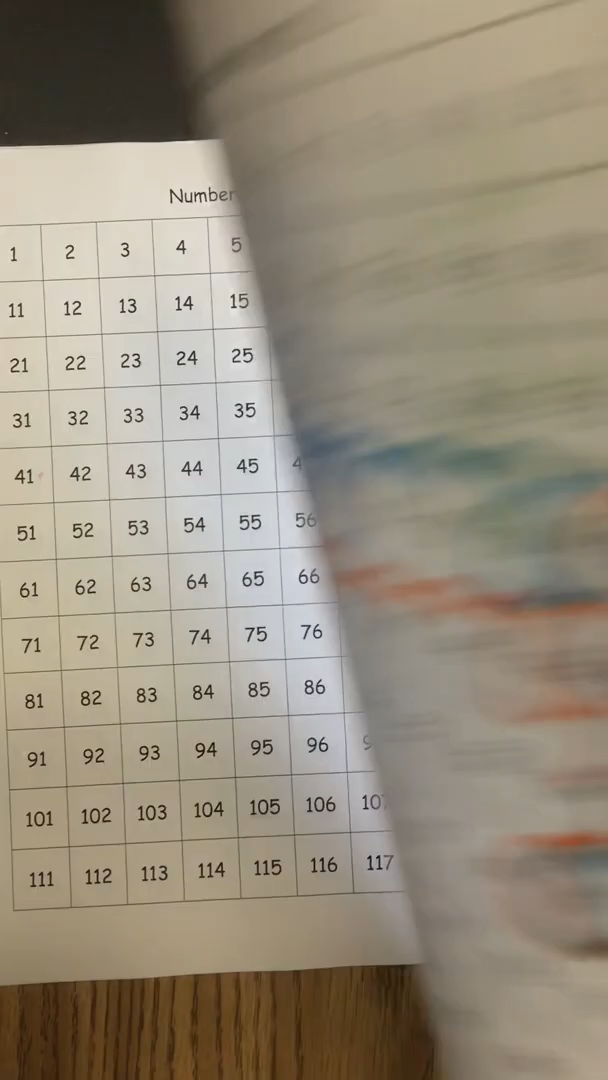 Number
1 2 3 4 5
11 12 13 14 15
21 22 23 24 25
31 32 33 34 35
41 42 43 44 45 4
51 52 53 54 55 56
61 62 63 64 65 66
71 72 73 74 75 76
81 82 83 84 85 86
91 92 93 94 95 96 9
101 102 103 104 105 106 107
111 112 113 114 115 116 117